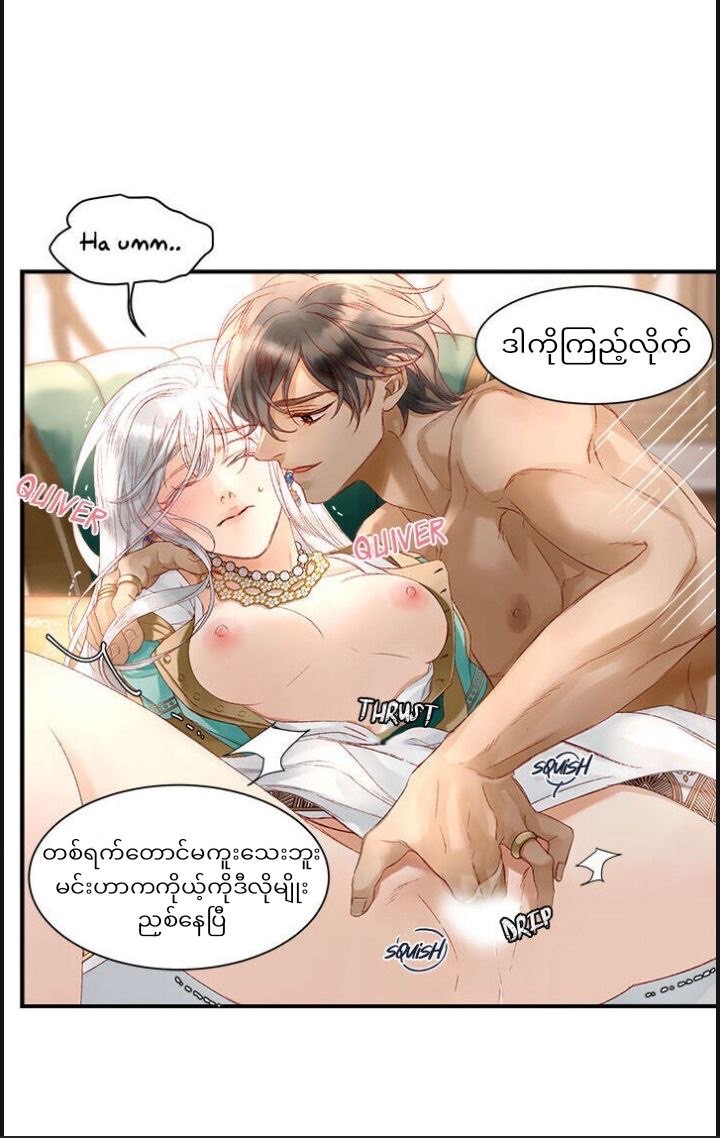 Ha umm..
ဒါကိုကြည့်လိုက်
QUIVER
QUIVER
THRUST
SQUISH
တစ်ရက်တောင်မကူးသေးဘူး
မင်းဟာကကိုယ့်ကိုဒီလိုမျိုး
ညှစ်နေပြီ
DRIP
SQUISH